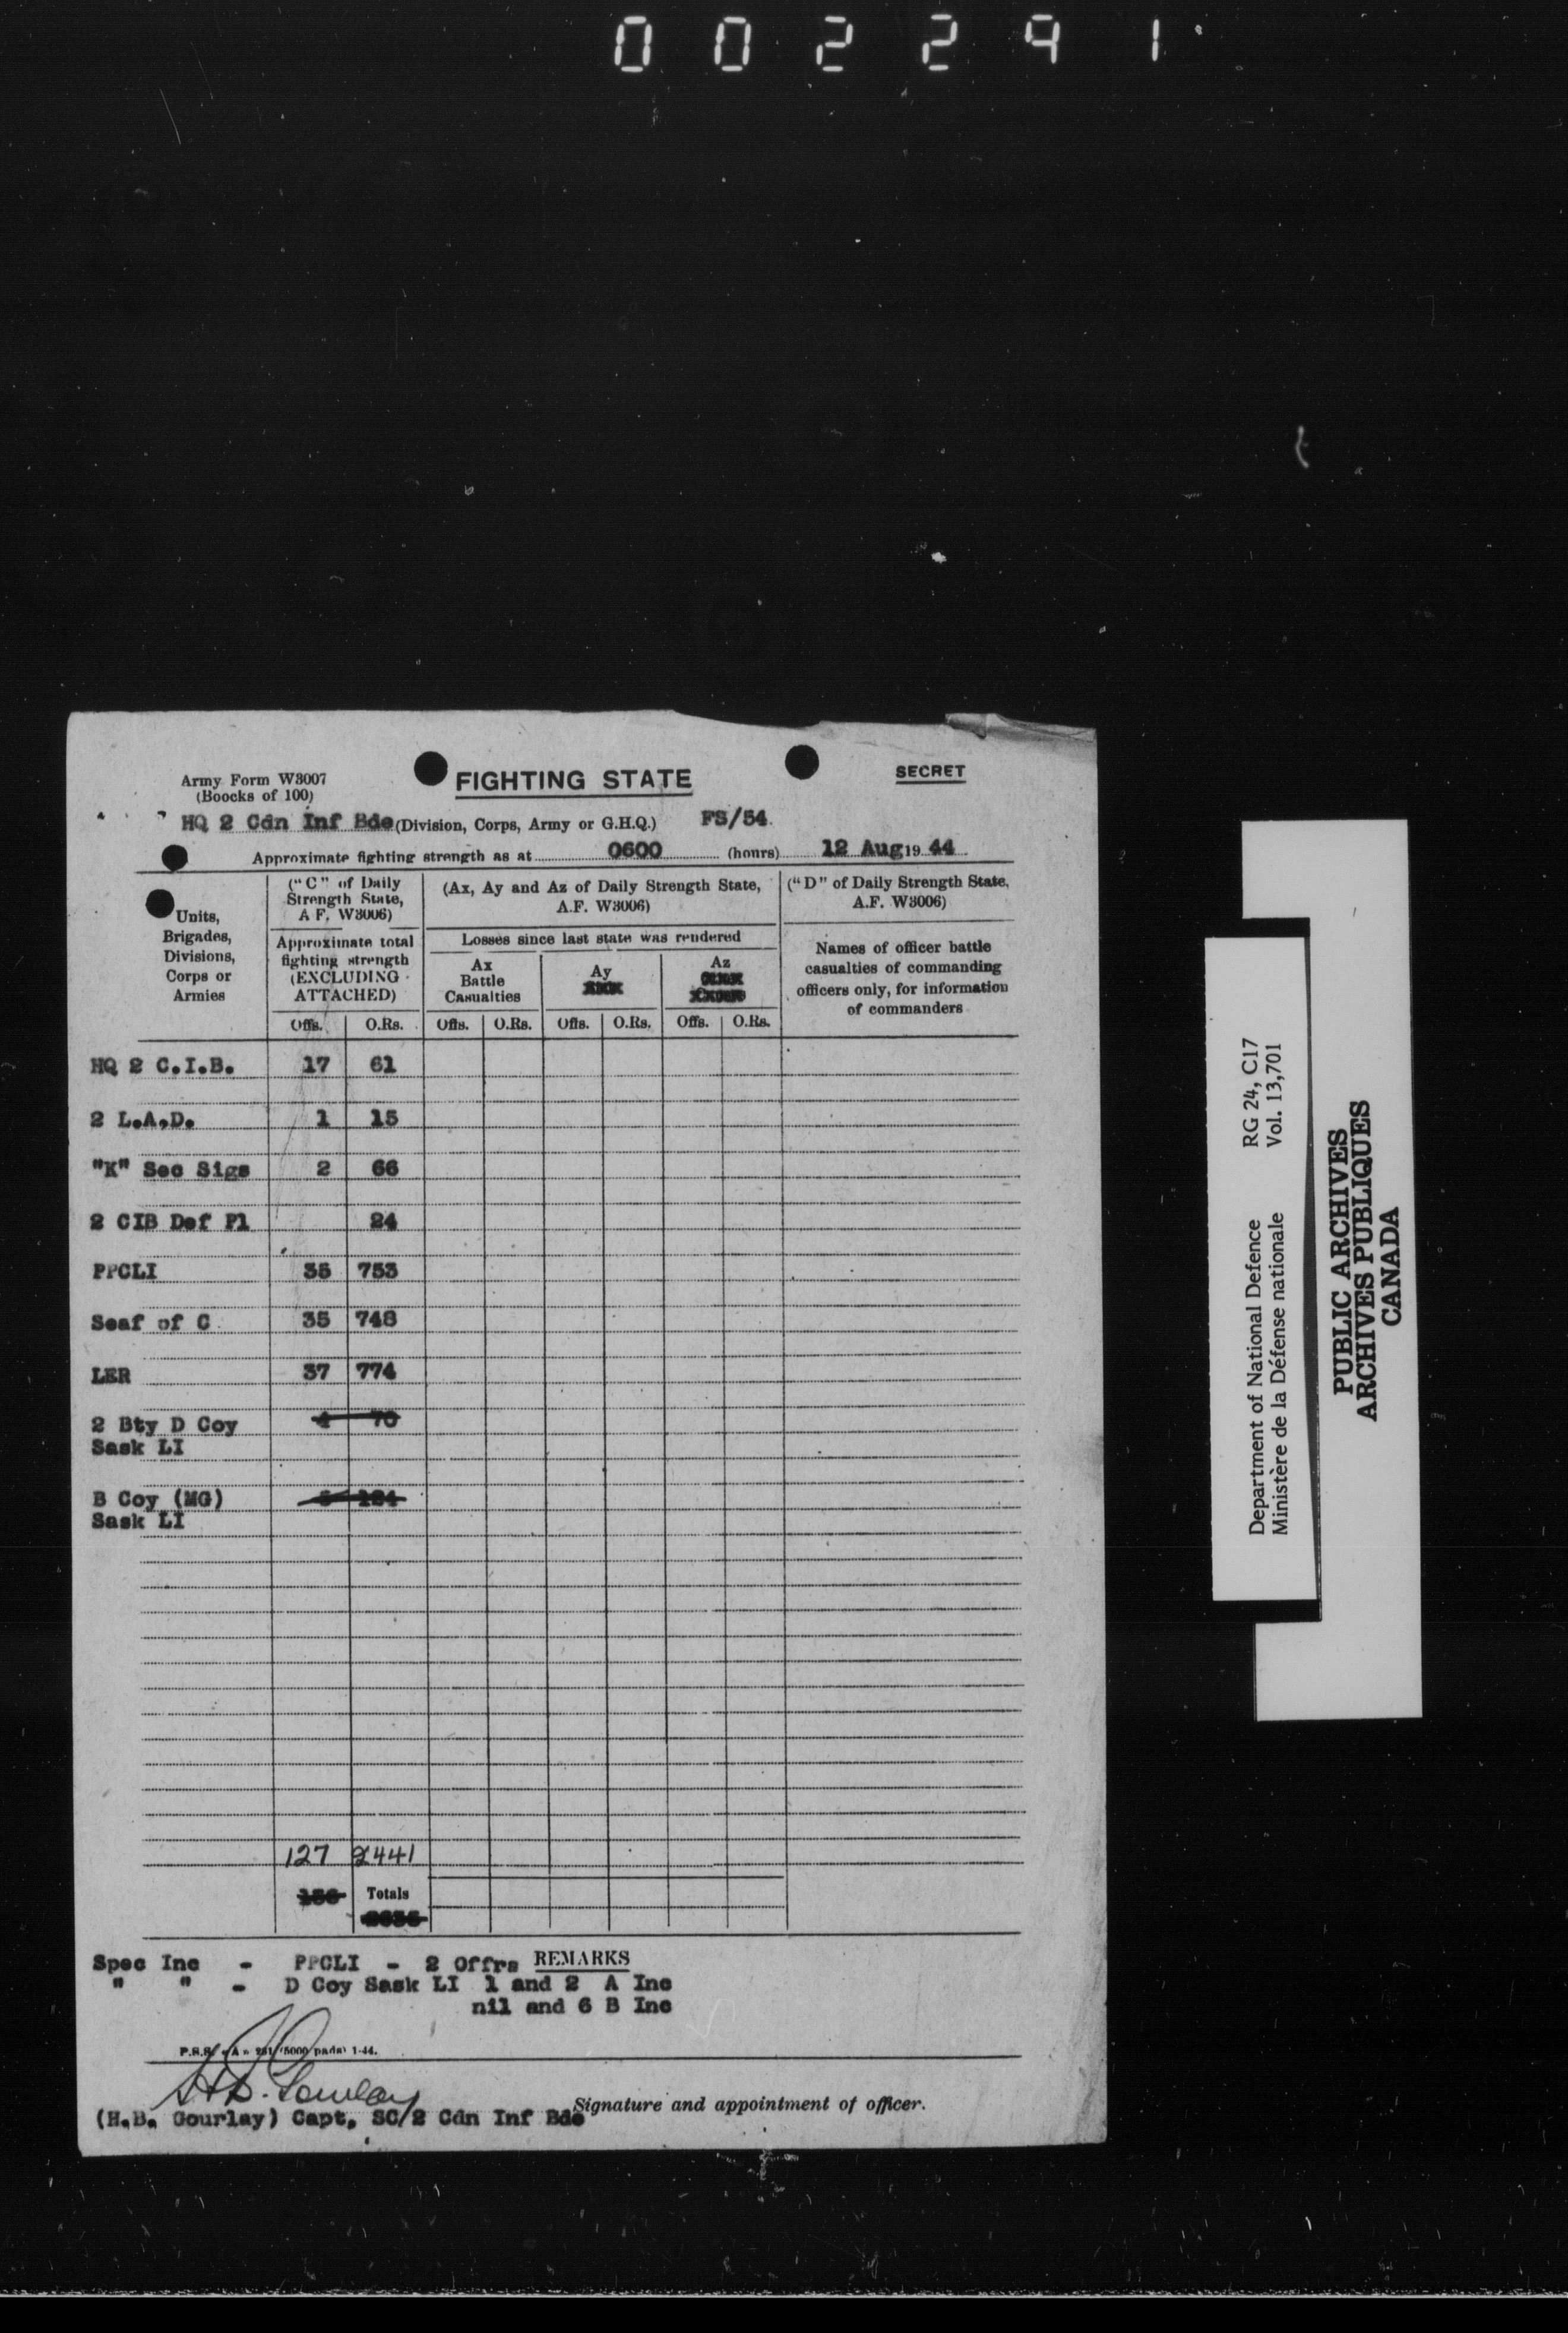 002291
Army Form W3007
(Boocks of 100)
FIGHTING STATE
SECRET
HQ 2 Cdn Inf Bde (Division, Corps, Army or G.H.Q.) FS/54
Approximate fighting strength as at 0600 (hours) 12 Aug 19 44
Units,
Brigades,
Divisions,
Corps or
Armies
("C" of Daily
Strength State,
A F. W3006)
Approximate total
fighting strength
(EXCLUDING
ATTACHED)
Offs. O.Rs.
(Ax, Ay and Az of Daily Strength State,
A.F. W3006)
Losses since last state was rendered
Ax
Battle
Casualties
Offs. O.Rs.
Ay
Offs. O.Rs.
Az
Offs. O.Rs.
("D" of Daily Strength State,
A.F. W3006)
Names of officer battle
casualties of commanding
officers only, for information
of commanders
HQ 2 C.I.B. 17 61
2 L.A.D. 1 15
"K" Sec Sigs 2 66
2 CIB Def Pl 24
PPCLI 35 753
Seaf of C 35 748
LER 37 774
2 Bty D Coy 70
Sask LI
B Coy (MG)
Sask LI
127 2441
Totals
Spec Inc - PPCLI - 2 Offrs REMARKS
" " - D Coy Sask LI 1 and 2 A Inc
nil and 6 B Inc
(5000 pads) 1-44.
H.B. Gourlay
(H.B. Gourlay) Capt, SC/2 Cdn Inf Bde
Signature and appointment of officer.
Department of National Defence RG 24, C17
Ministère de la Défense nationale Vol. 13,701
PUBLIC ARCHIVES
ARCHIVES PUBLIQUES
CANADA